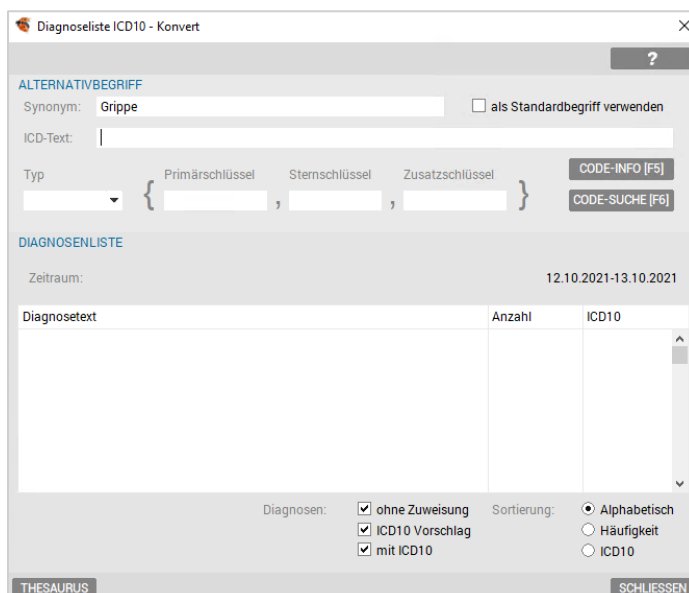 Diagnoseliste ICD10 - Konvert
?
ALTERNATIVBEGRIFF
Synonym: Grippe als Standardbegriff verwenden
ICD-Text:
Typ Primärschlüssel Sternschlüssel Zusatzschlüssel CODE-INFO [F5]
{ , , } CODE-SUCHE [F6]
DIAGNOSENLISTE
Zeitraum: 12.10.2021-13.10.2021
Diagnosetext Anzahl ICD10
Diagnosen: ohne Zuweisung Sortierung: Alphabetisch
ICD10 Vorschlag Häufigkeit
mit ICD10 ICD10
THESAURUS SCHLIESSEN